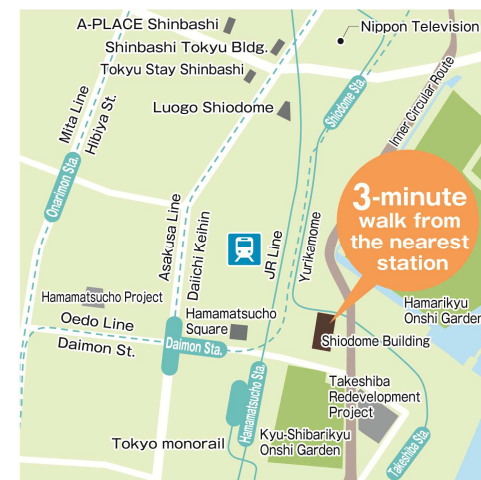 A-PLACE Shinbashi
Nippon Television
Shinbashi Tokyu Bldg.
Tokyu Stay Shinbashi
Shiodome Sta.
Inner Circular Route
Luogo Shiodome
Mita Line
Hibiya St.
Onarimon Sta.
3-minute
walk from
the nearest
station
Asakusa Line
Daiichi Keihin
JR Line
Yurikamome
Hamamatsucho Project
Hamarikyu
Onshi Garden
Oedo Line
Daimon St.
Hamamatsucho
Square
Daimon Sta.
Shiodome Building
Hamamatsucho Sta.
Takeshiba
Redevelopment
Project
Tokyo monorail
Kyu-Shibarikyu
Onshi Garden
Takeshiba Sta.